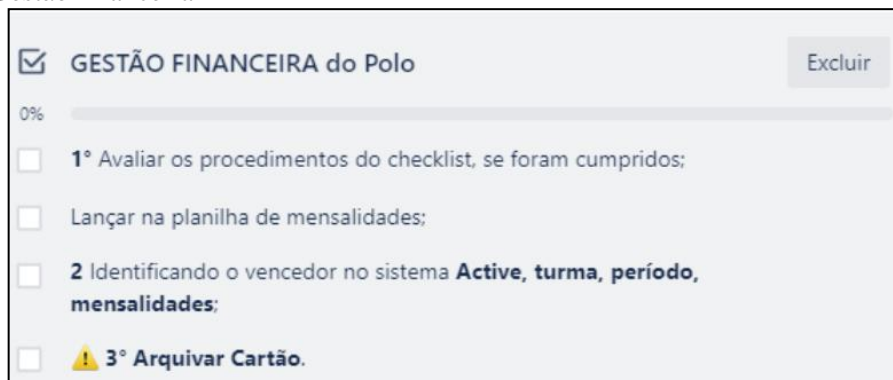 GESTÃO FINANCEIRA do Polo
Excluir
0%
1° Avaliar os procedimentos do checklist, se foram cumpridos;
Lançar na planilha de mensalidades;
2 Identificando o vencedor no sistema Active, turma, período,
mensalidades;
3° Arquivar Cartão.